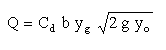 Q = C_d b y_g √(2 g y_o)